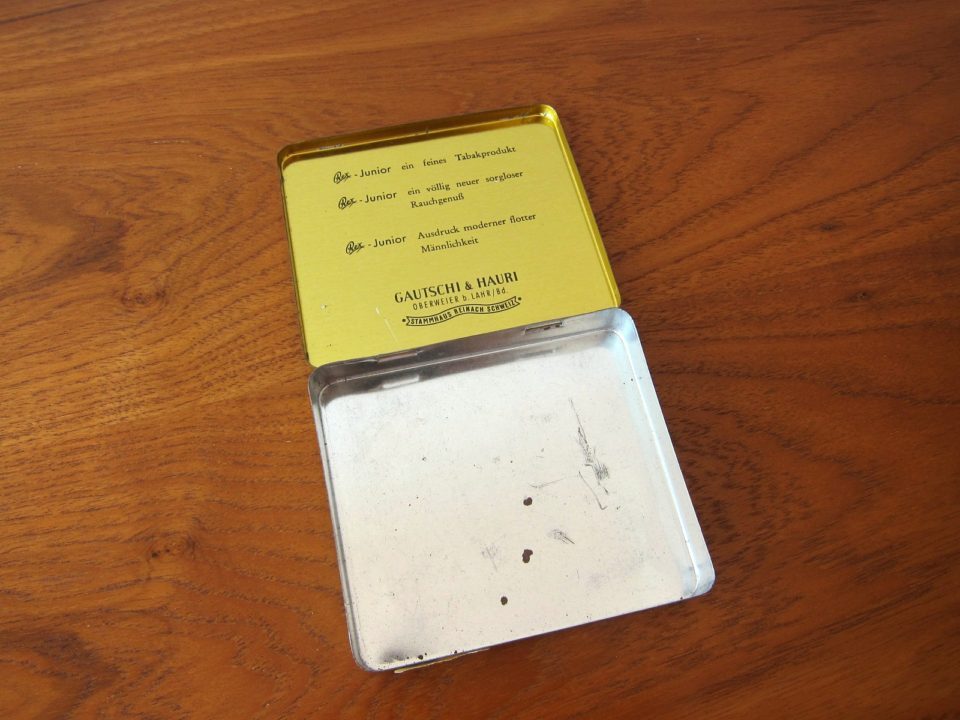 Rex - Junior ein feines Tabakprodukt
Rex - Junior ein völlig neuer sorgloser
Rauchgenuß
Rex - Junior Ausdruck moderner flotter
Männlichkeit
GAUTSCHI & HAURI
OBERWEIER b. LAHR/Bd.
STAMMHAUS REINACH SCHWEIZ